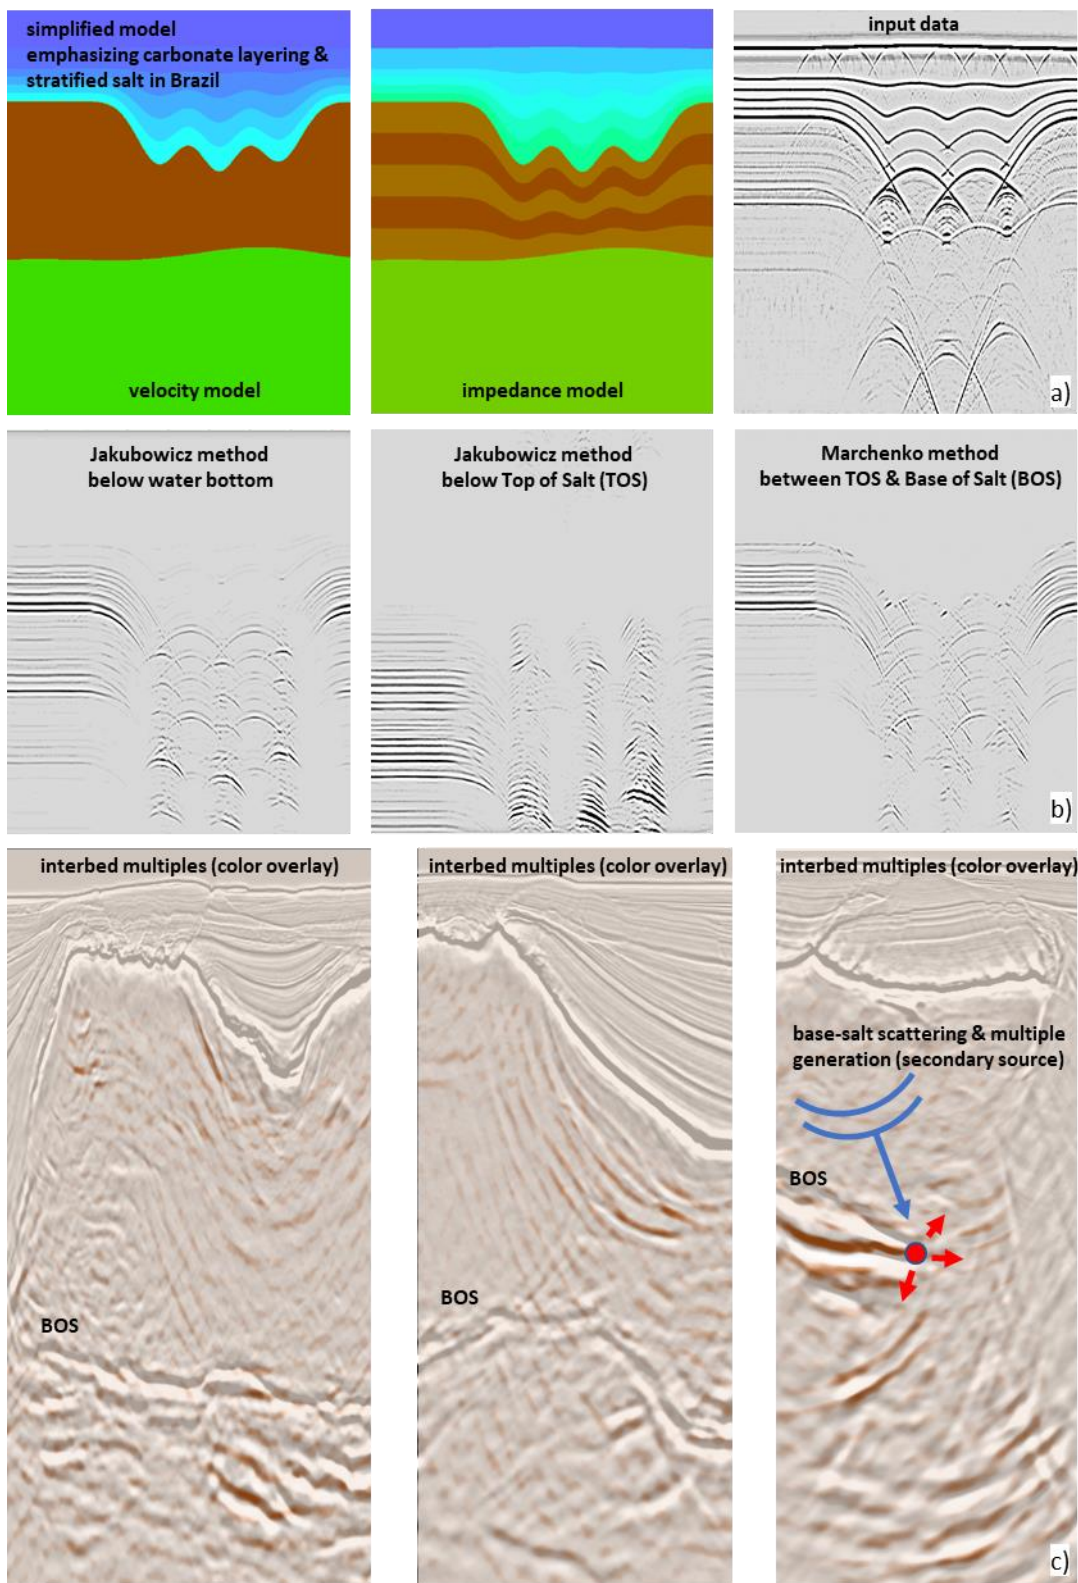 simplified model
emphasizing carbonate layering &
stratified salt in Brazil
velocity model
impedance model
input data
a)
Jakubowicz method
below water bottom
Jakubowicz method
below Top of Salt (TOS)
Marchenko method
between TOS & Base of Salt (BOS)
b)
interbed multiples (color overlay)
BOS
interbed multiples (color overlay)
BOS
interbed multiples (color overlay)
base-salt scattering & multiple
generation (secondary source)
BOS
c)